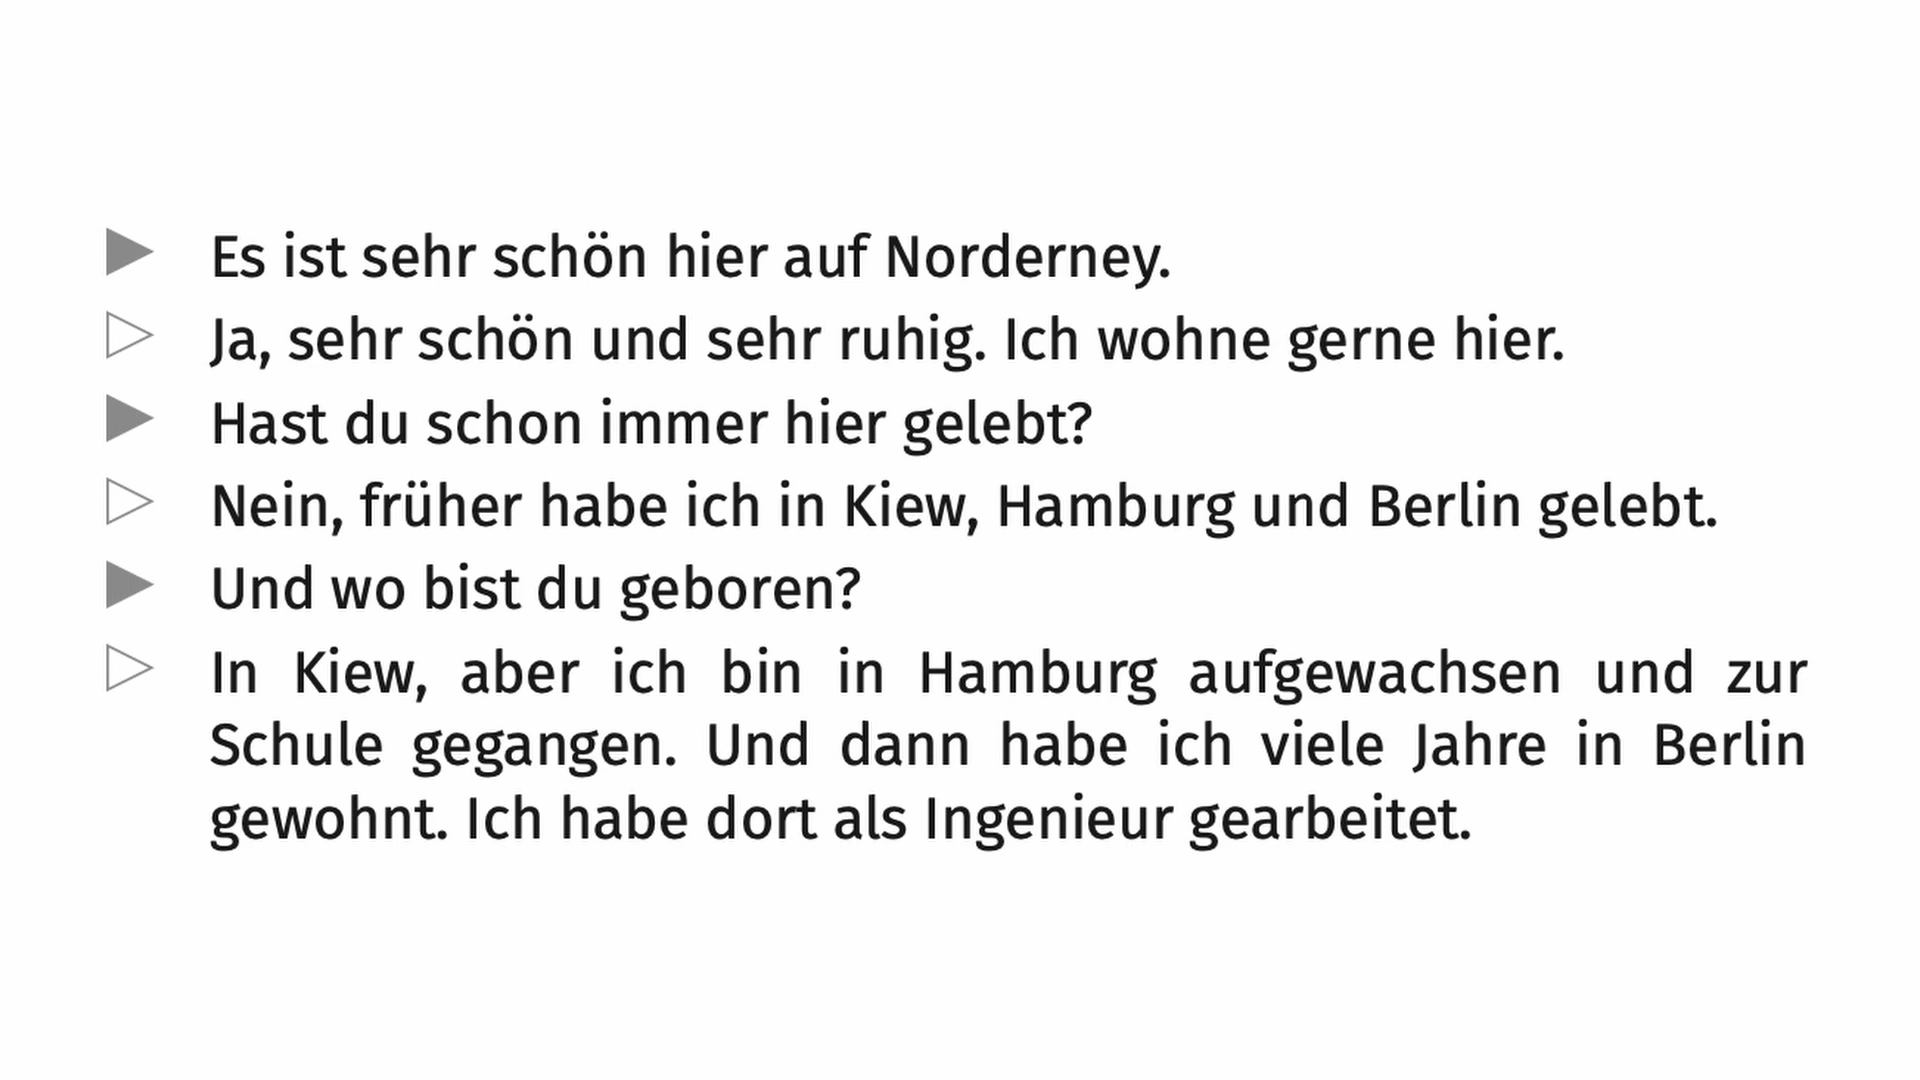 ▶ Es ist sehr schön hier auf Norderney.
▷ Ja, sehr schön und sehr ruhig. Ich wohne gerne hier.
▶ Hast du schon immer hier gelebt?
▷ Nein, früher habe ich in Kiew, Hamburg und Berlin gelebt.
▶ Und wo bist du geboren?
▷ In Kiew, aber ich bin in Hamburg aufgewachsen und zur
Schule gegangen. Und dann habe ich viele Jahre in Berlin
gewohnt. Ich habe dort als Ingenieur gearbeitet.